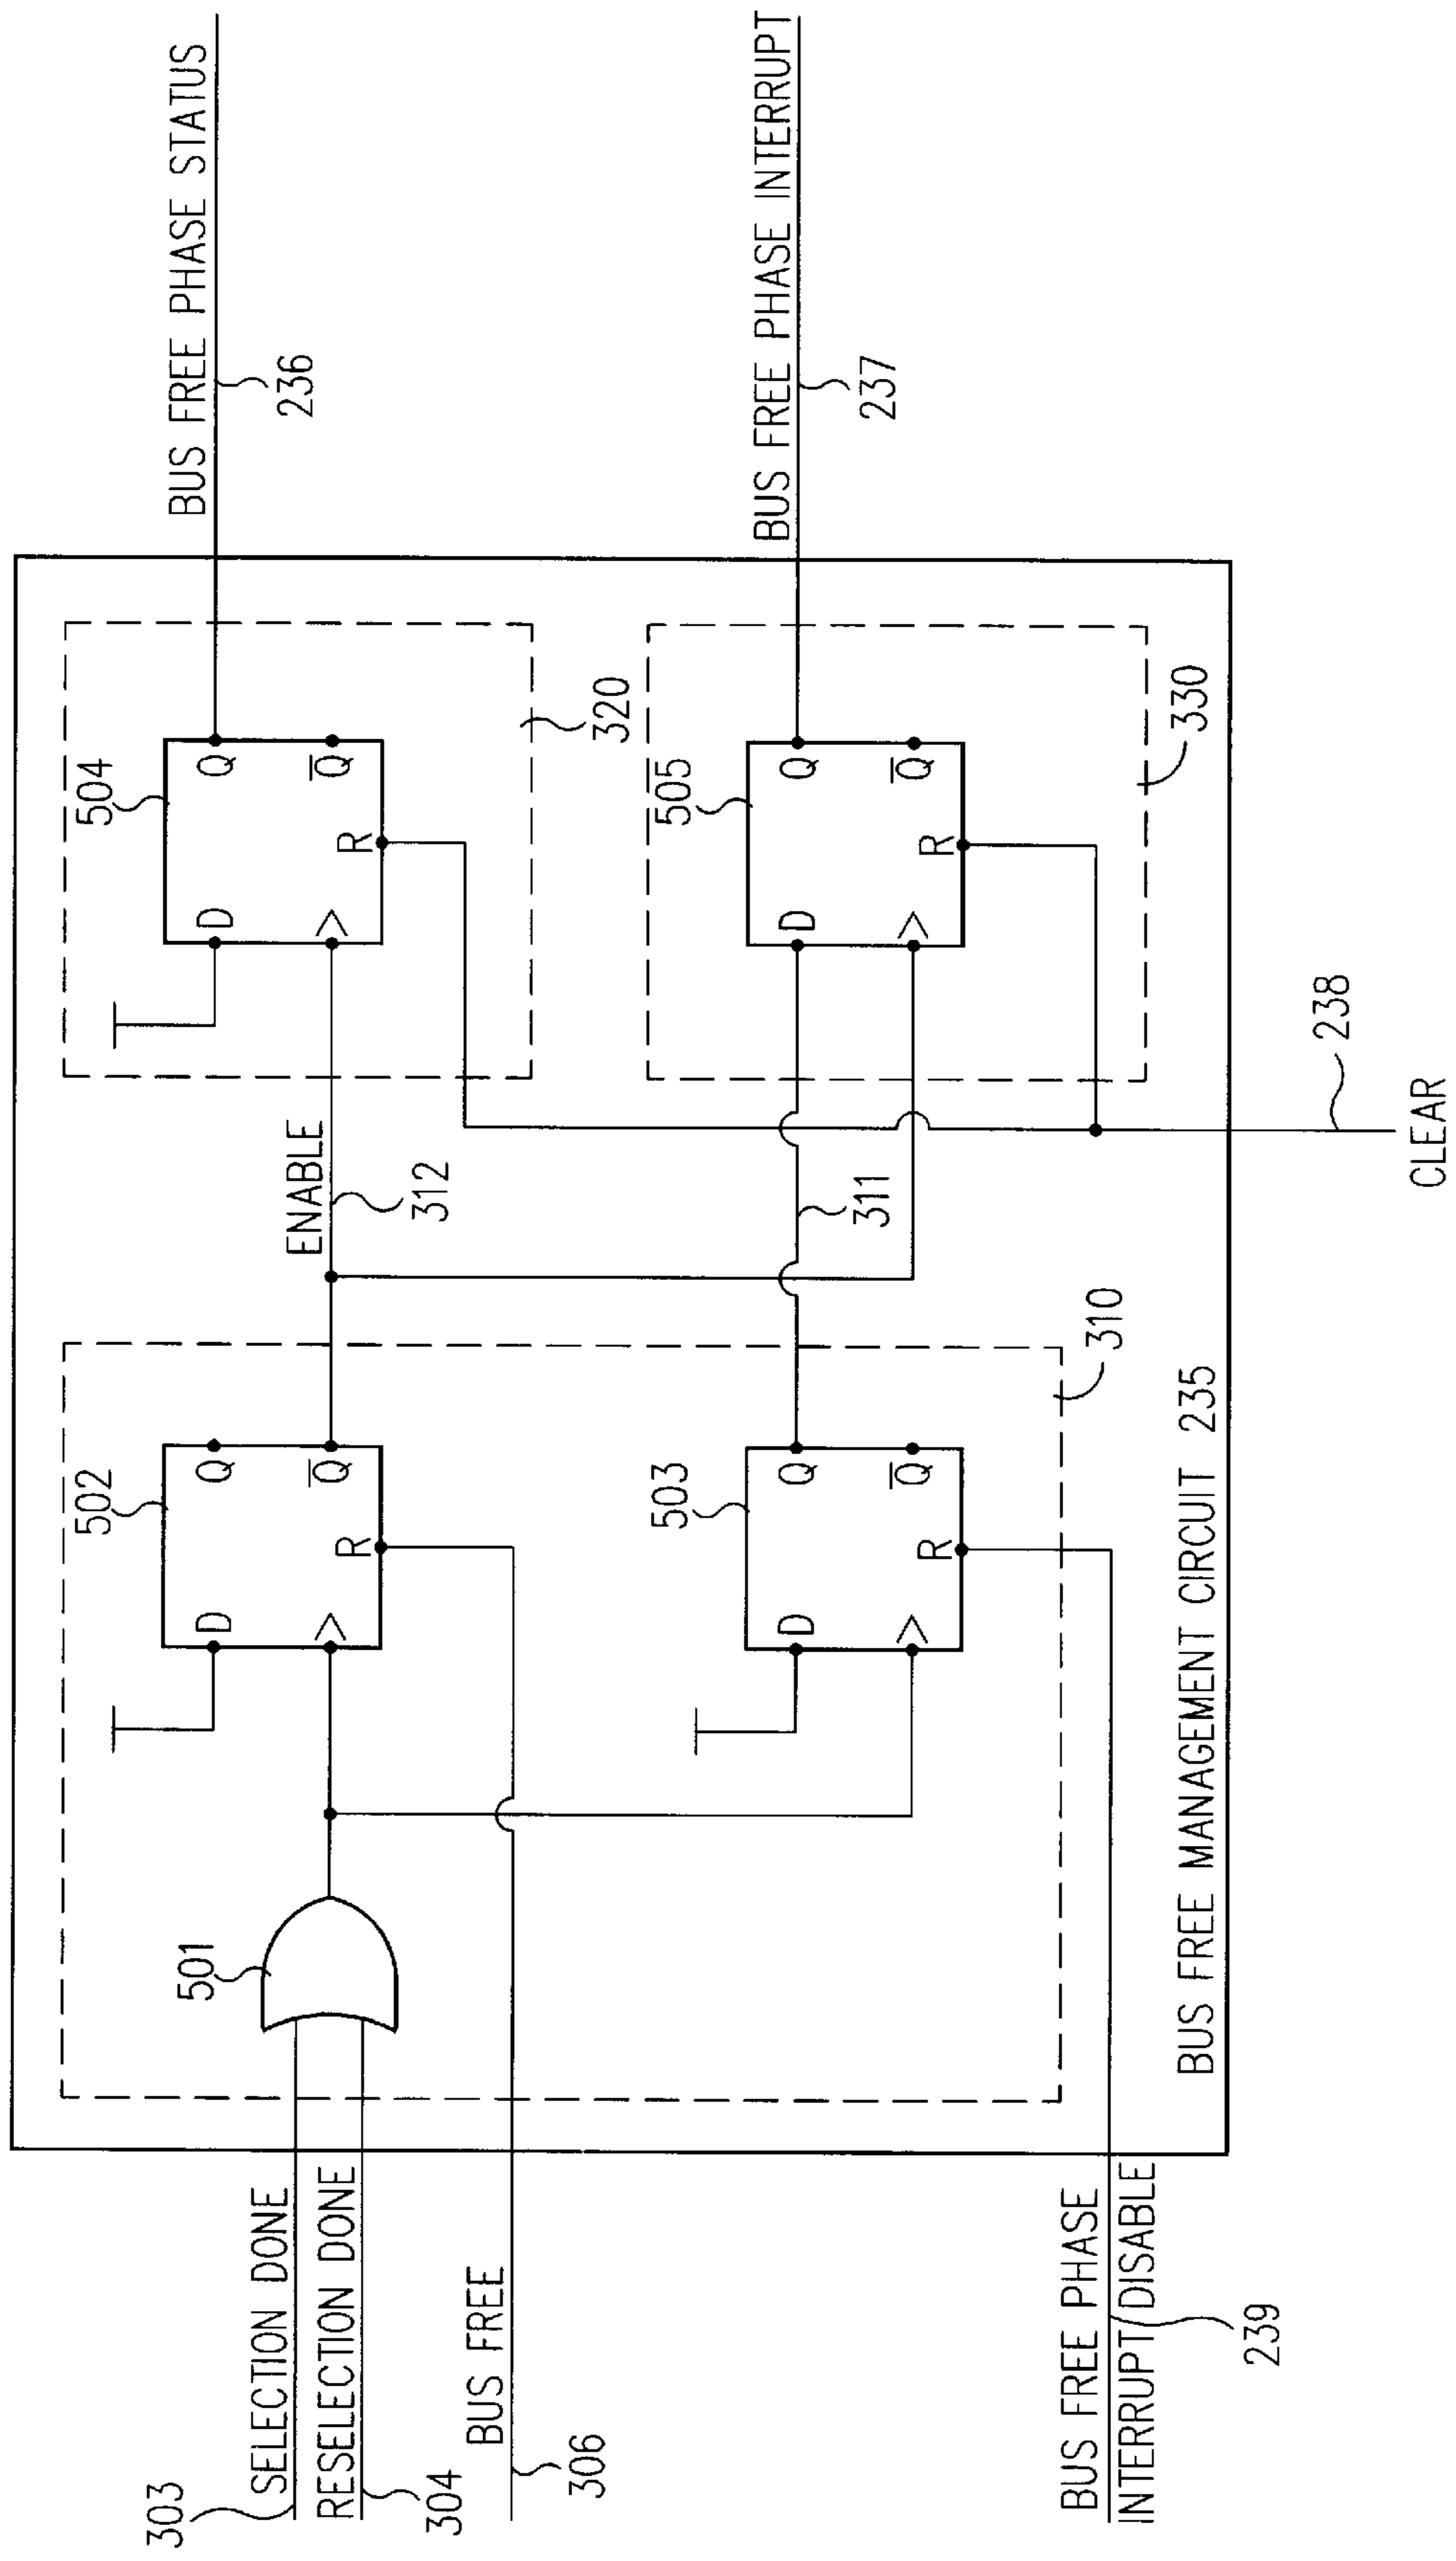 303
SELECTION DONE
RESELECTION DONE
304
BUS FREE
306
BUS FREE PHASE
INTERRUPT/DISABLE
239
501
502
D
Q
Q̅
R
503
D
Q
Q̅
R
310
ENABLE
312
311
504
D
Q
Q̅
R
320
505
D
Q
Q̅
R
330
BUS FREE MANAGEMENT CIRCUIT 235
238
CLEAR
BUS FREE PHASE STATUS
236
BUS FREE PHASE INTERRUPT
237